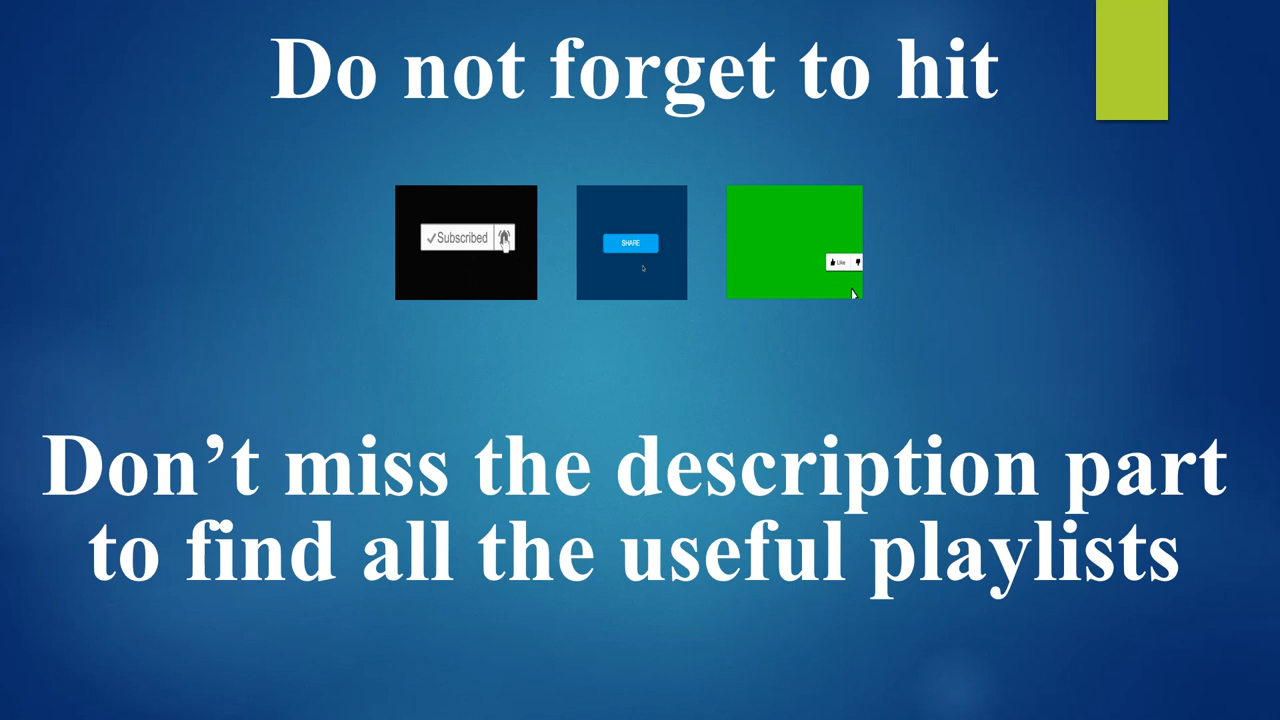 Do not forget to hit
Subscribed
SHARE
Like
Don’t miss the description part
to find all the useful playlists